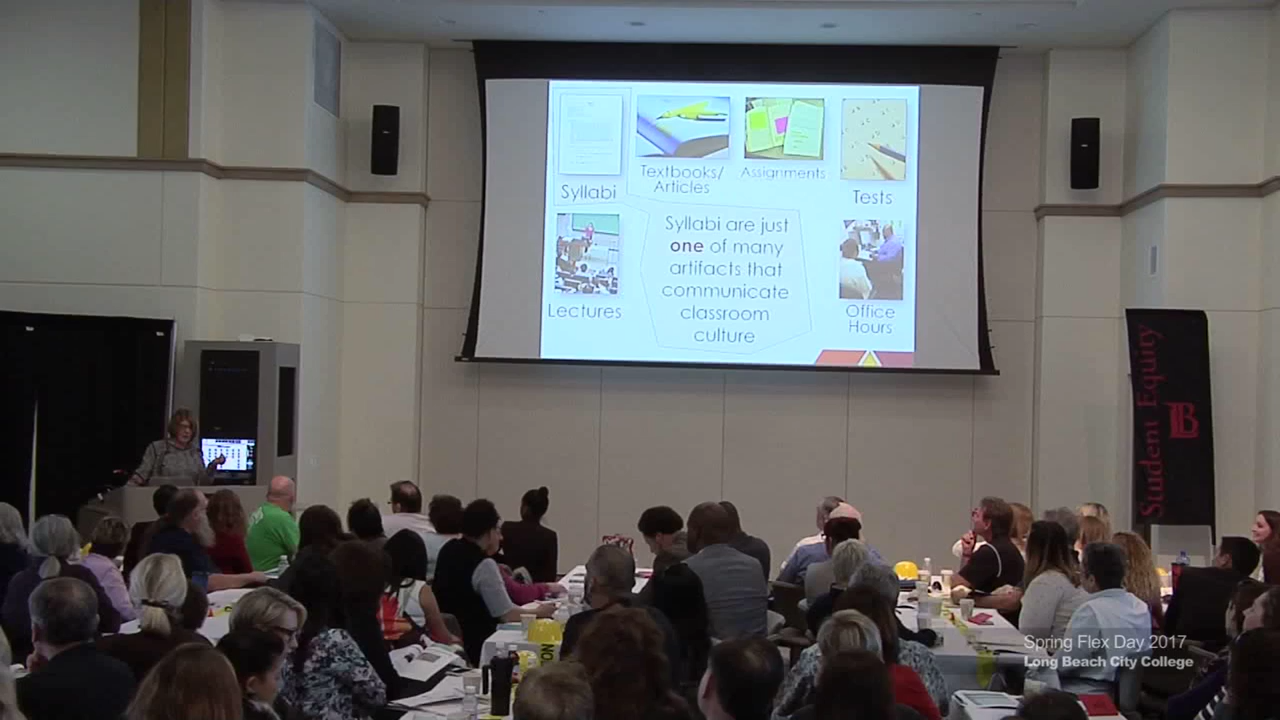 Syllabi
Textbooks/
Articles
Assignments
Tests
Syllabi are just
one of many
artifacts that
communicate
classroom
culture
Lectures
Office
Hours
Student Equity
LB
Spring Flex Day 2017
Long Beach City College